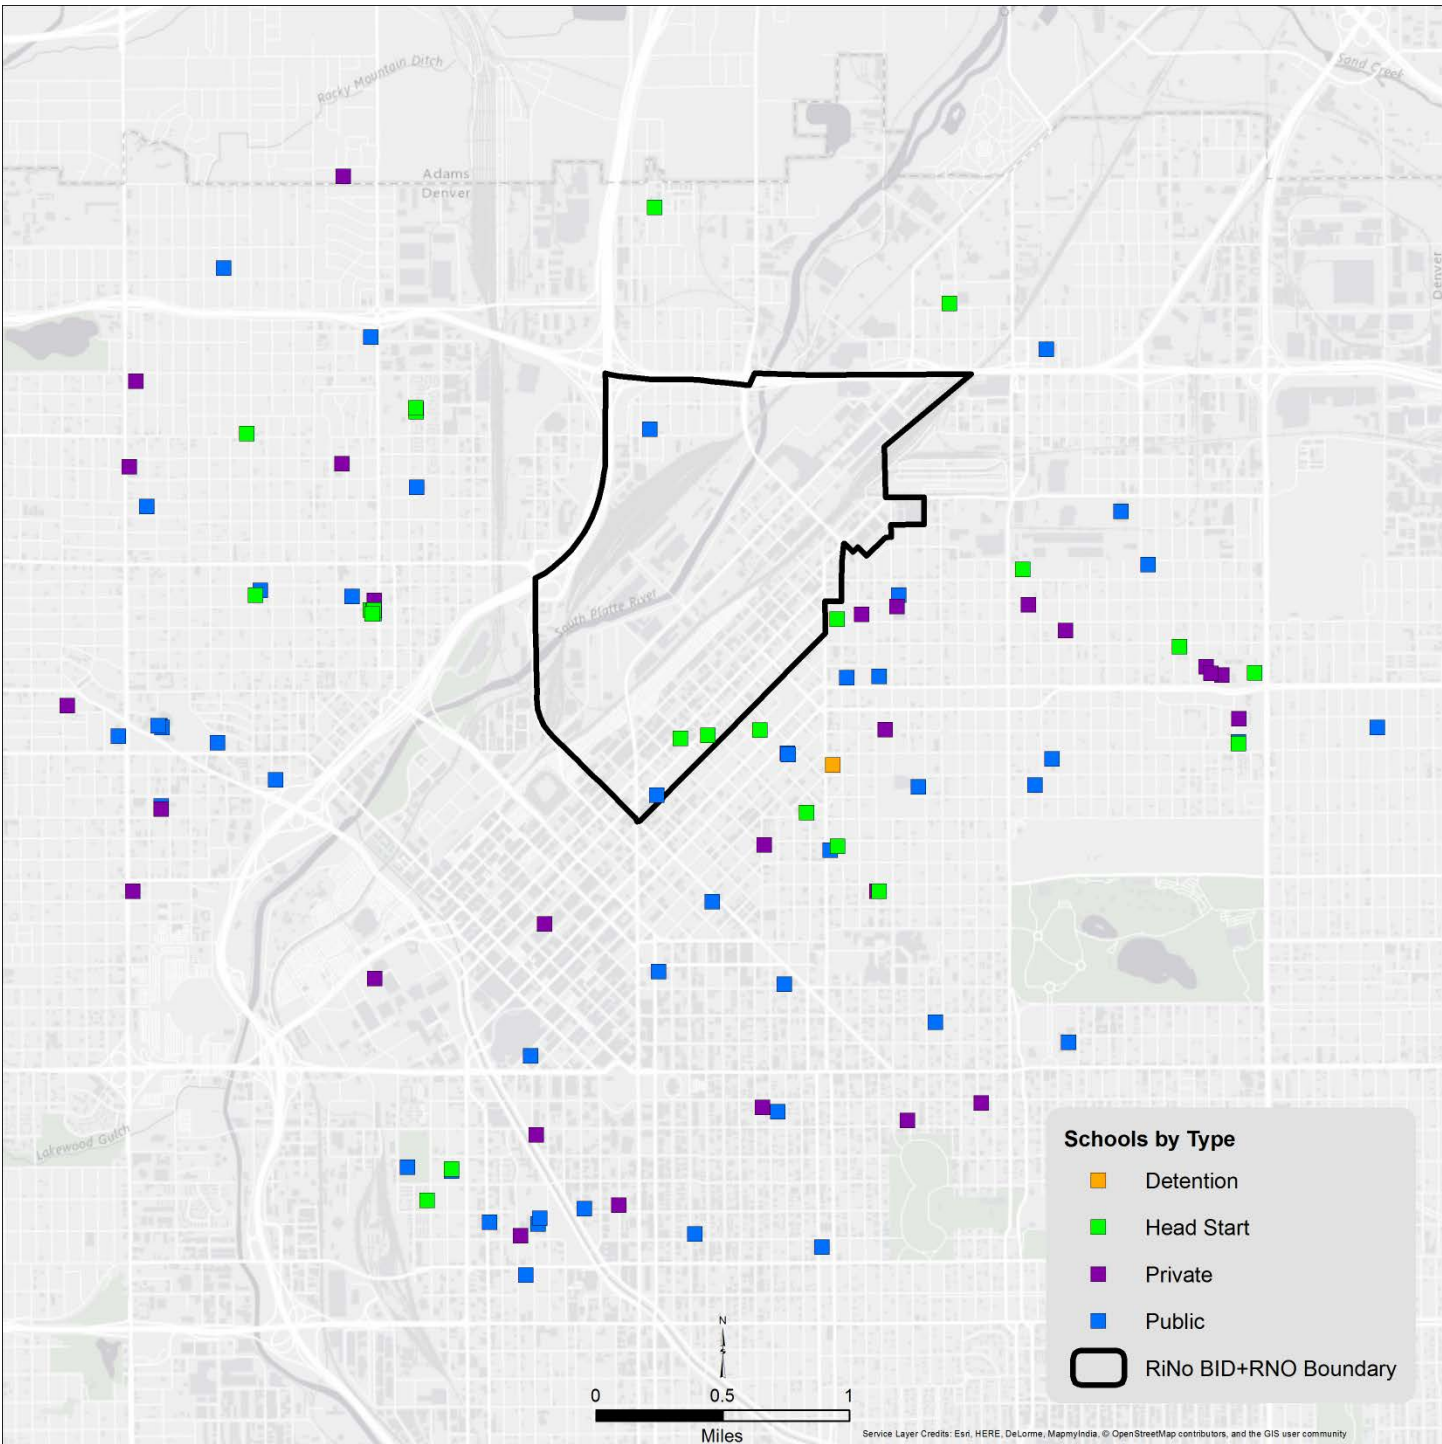 Rocky Mountain Ditch
Sand Creek
Adams
Denver
Denver
South Platte River
Lakewood Gulch
Schools by Type
Detention
Head Start
Private
Public
RiNo BID+RNO Boundary
N
0 0.5 1
Miles
Service Layer Credits: Esri, HERE, DeLorme, MapmyIndia, © OpenStreetMap contributors, and the GIS user community